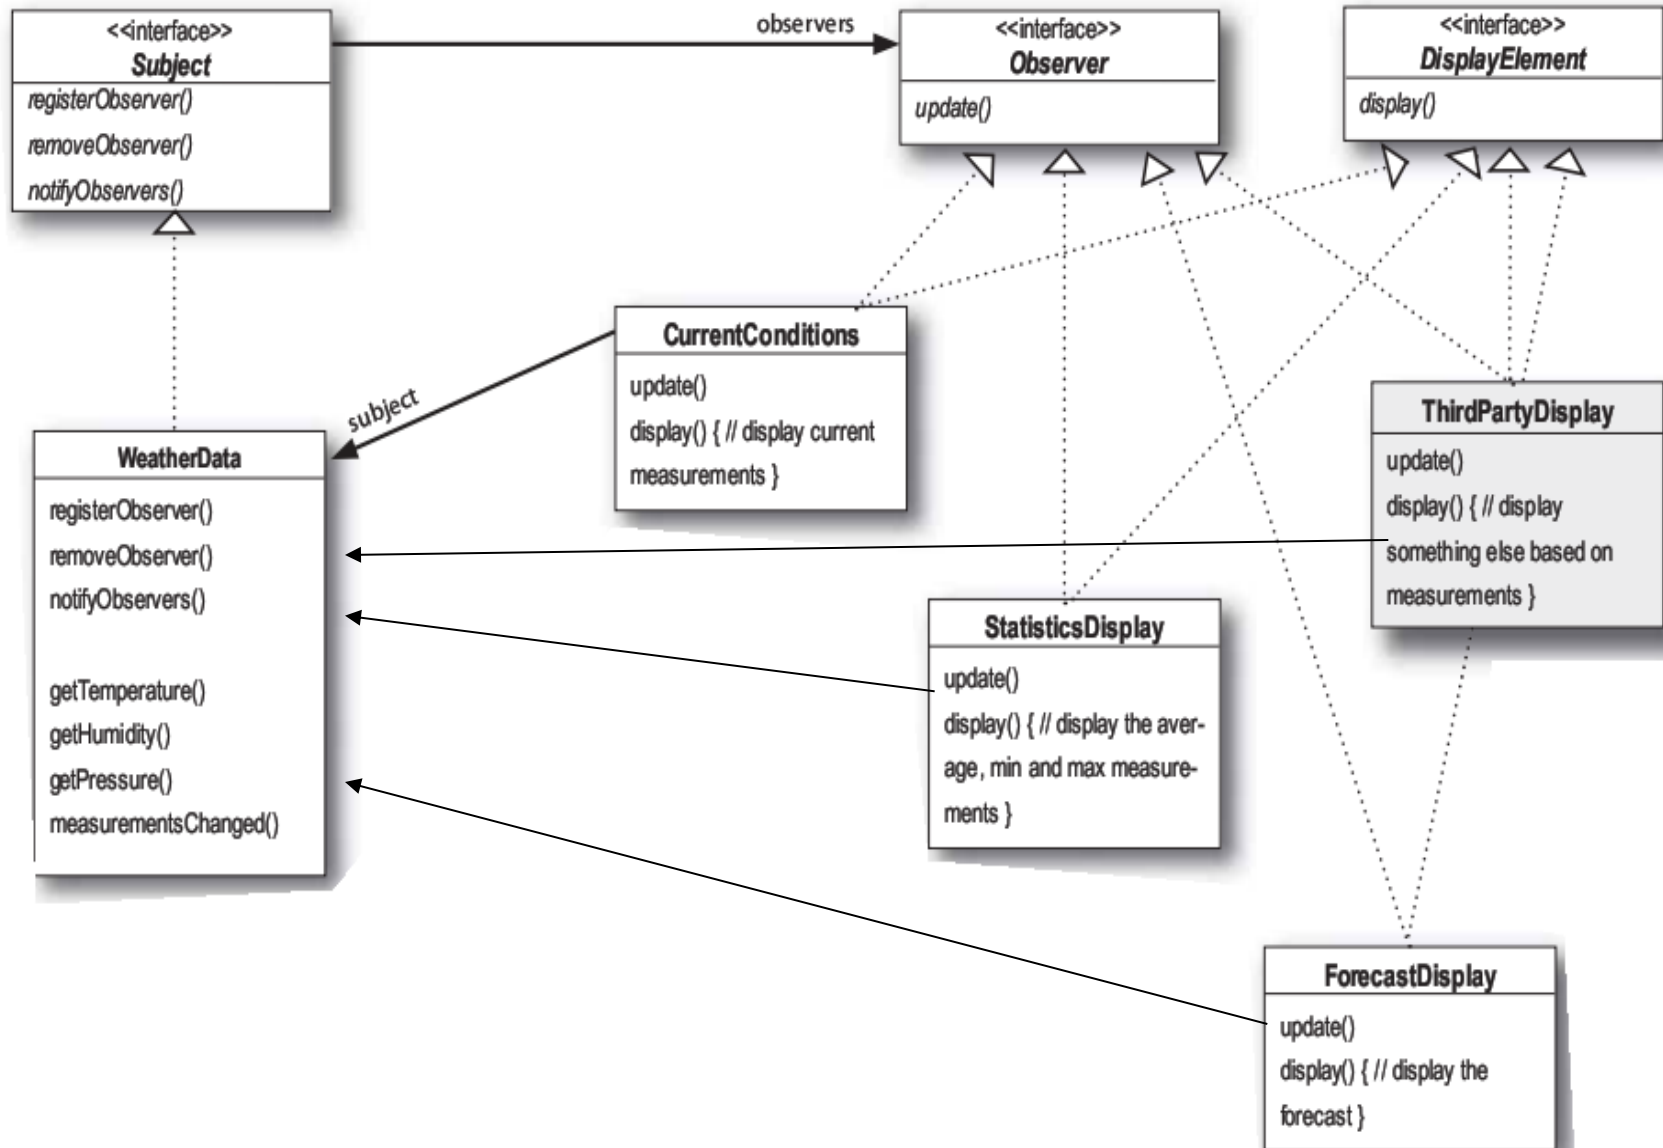 <<interface>>
Subject
registerObserver()
removeObserver()
notifyObservers()
observers
<<interface>>
Observer
update()
<<interface>>
DisplayElement
display()
CurrentConditions
update()
display() { // display current
measurements }
subject
WeatherData
registerObserver()
removeObserver()
notifyObservers()
getTemperature()
getHumidity()
getPressure()
measurementsChanged()
ThirdPartyDisplay
update()
display() { // display
something else based on
measurements }
StatisticsDisplay
update()
display() { // display the aver-
age, min and max measure-
ments }
ForecastDisplay
update()
display() { // display the
forecast }